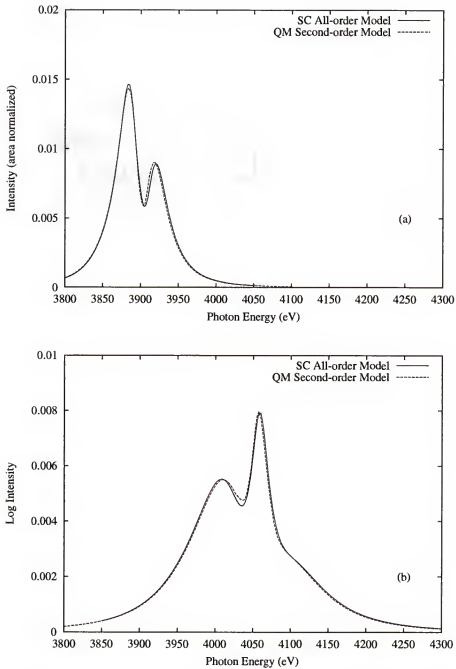 0.02
SC All-order Model
QM Second-order Model
0.015
0.01
0.005
0
Intensity (area normalized)
(a)
3800 3850 3900 3950 4000 4050 4100 4150 4200 4250 4300
Photon Energy (eV)
0.01
SC All-order Model
QM Second-order Model
0.008
0.006
0.004
0.002
0
Log Intensity
(b)
3800 3850 3900 3950 4000 4050 4100 4150 4200 4250 4300
Photon Energy (eV)